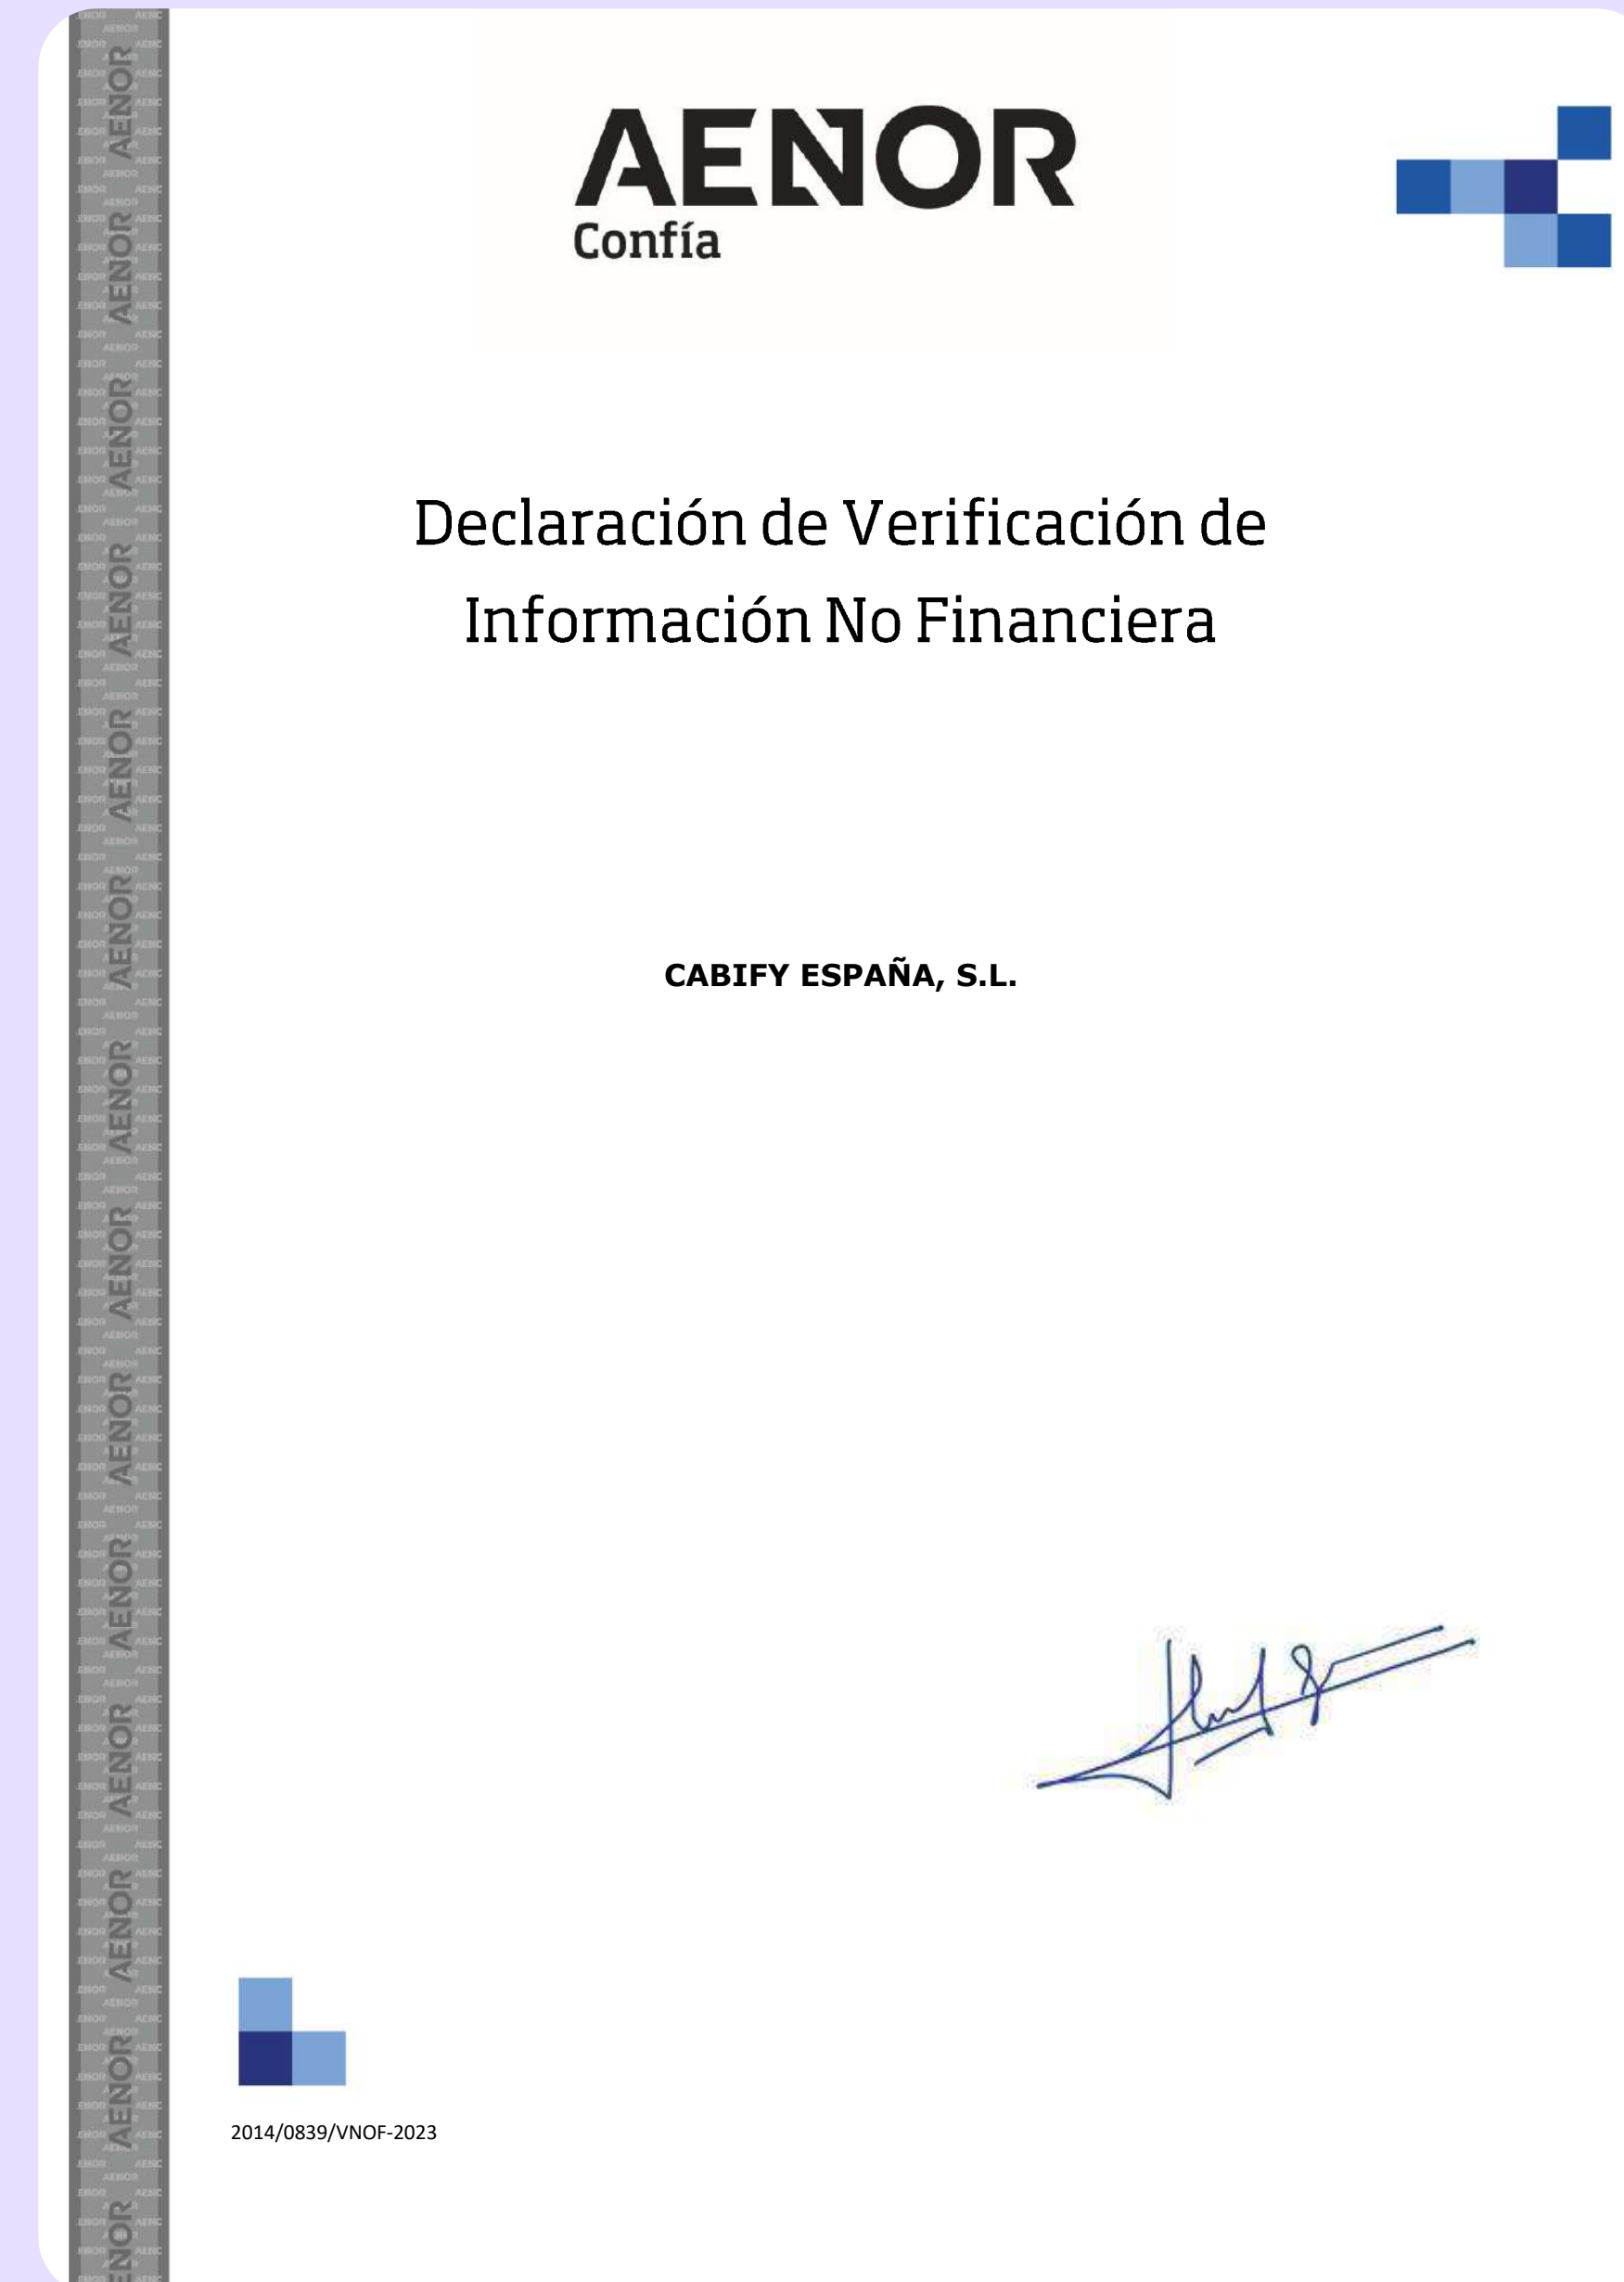 AENOR
Confía
Declaración de Verificación de
Información No Financiera
CABIFY ESPAÑA, S.L.
2014/0839/VNOF-2023